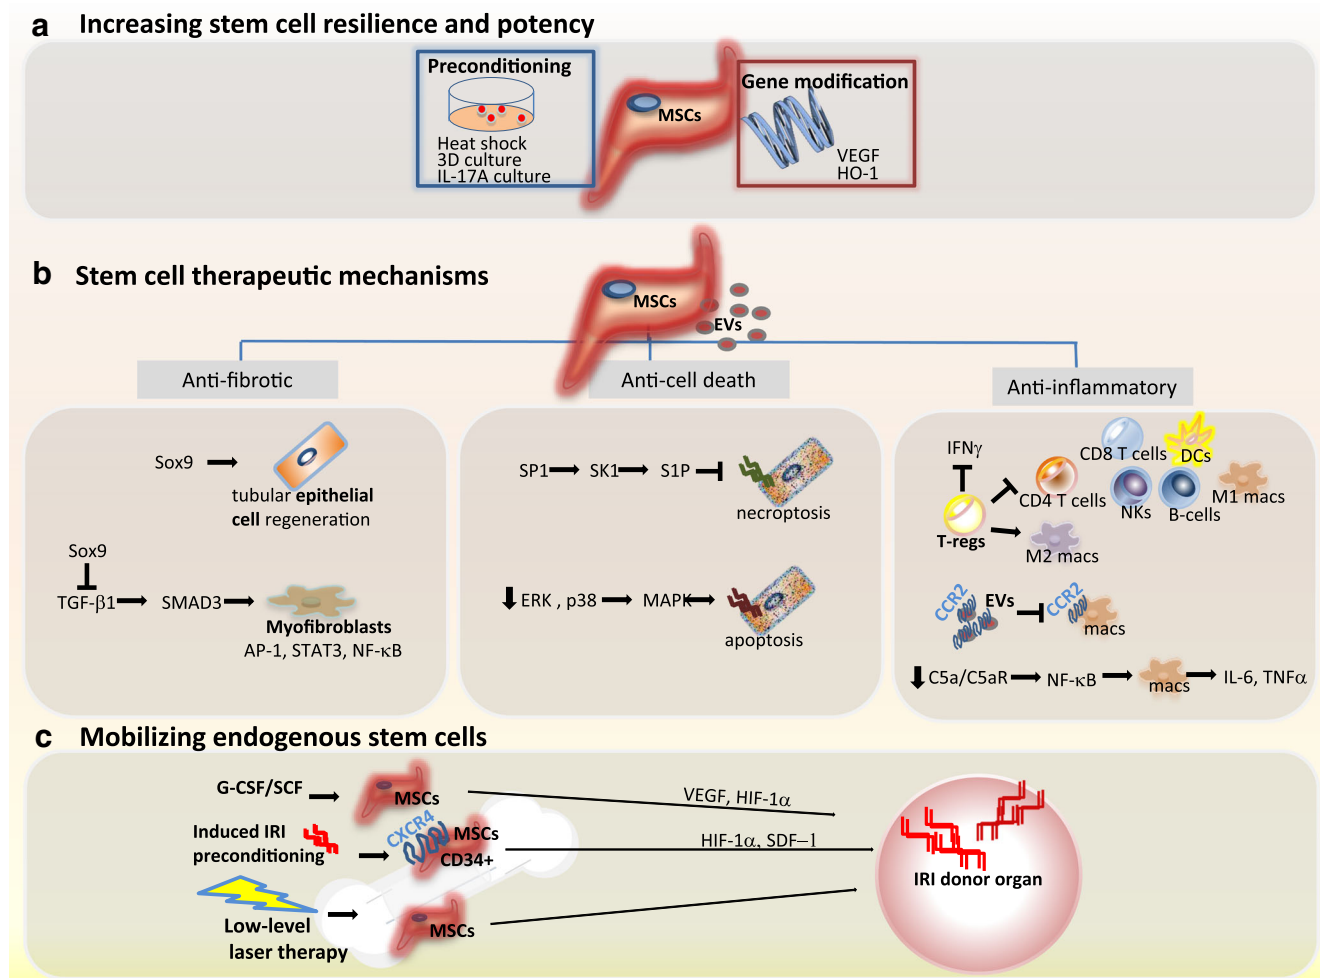 a Increasing stem cell resilience and potency
Preconditioning
Heat shock
3D culture
IL-17A culture
MSCs
Gene modification
VEGF
HO-1
b Stem cell therapeutic mechanisms
MSCs
EVs
Anti-fibrotic
Sox9
tubular epithelial
cell regeneration
Sox9
TGF-β1
SMAD3
Myofibroblasts
AP-1, STAT3, NF-κB
Anti-cell death
SP1
SK1
S1P
necroptosis
ERK , p38
MAPK
apoptosis
Anti-inflammatory
IFNγ
T-regs
CD4 T cells
CD8 T cells
DCs
NKs
B-cells
M1 macs
M2 macs
CCR2
EVs
CCR2
macs
C5a/C5aR
NF-κB
macs
IL-6, TNFα
c Mobilizing endogenous stem cells
G-CSF/SCF
MSCs
VEGF, HIF-1α
Induced IRI
preconditioning
CXCR4
MSCs
CD34+
HIF-1α, SDF-1
Low-level
laser therapy
MSCs
IRI donor organ